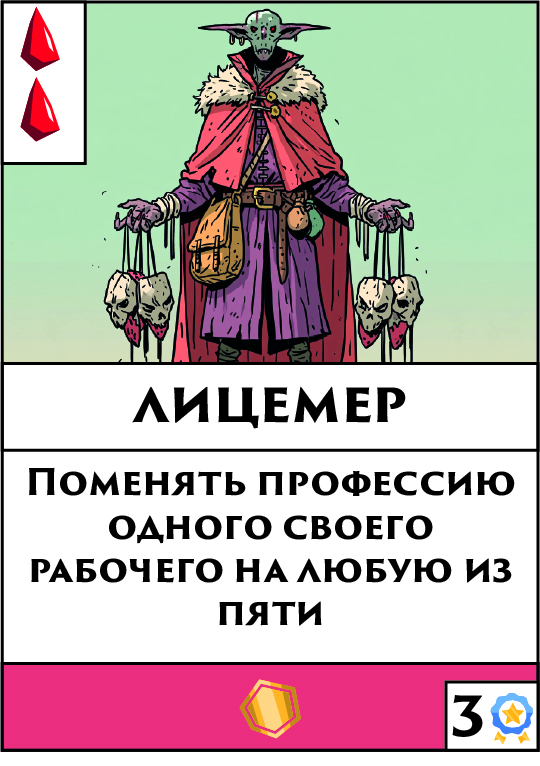 ЛИЦЕМЕР
Поменять профессию
одного своего
рабочего на любую из
пяти
3